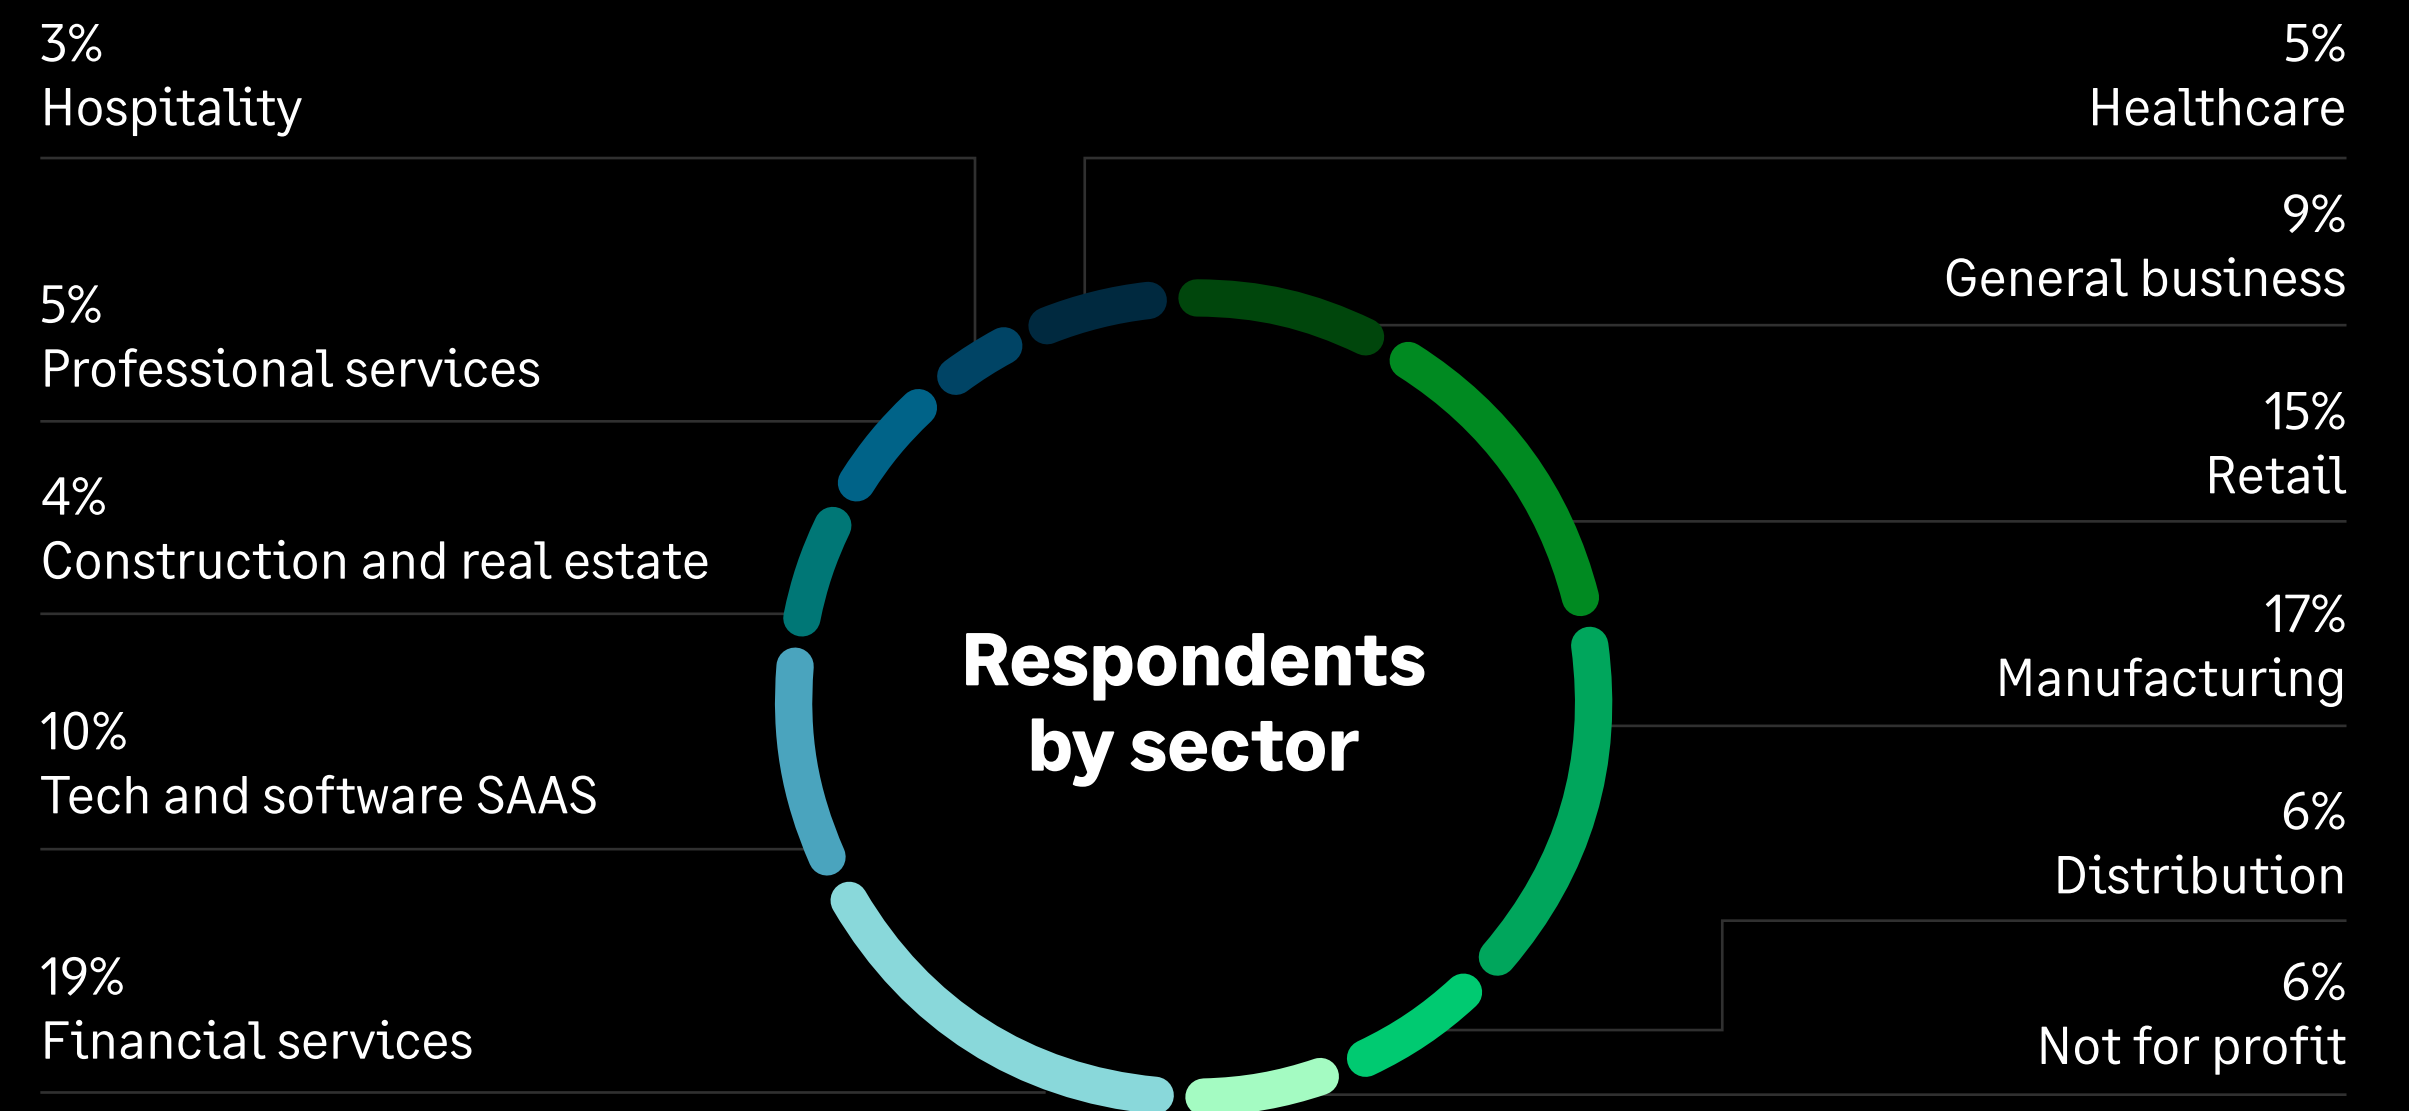 3%
Hospitality
5%
Professional services
4%
Construction and real estate
10%
Tech and software SAAS
19%
Financial services
Respondents
by sector
5%
Healthcare
9%
General business
15%
Retail
17%
Manufacturing
6%
Distribution
6%
Not for profit